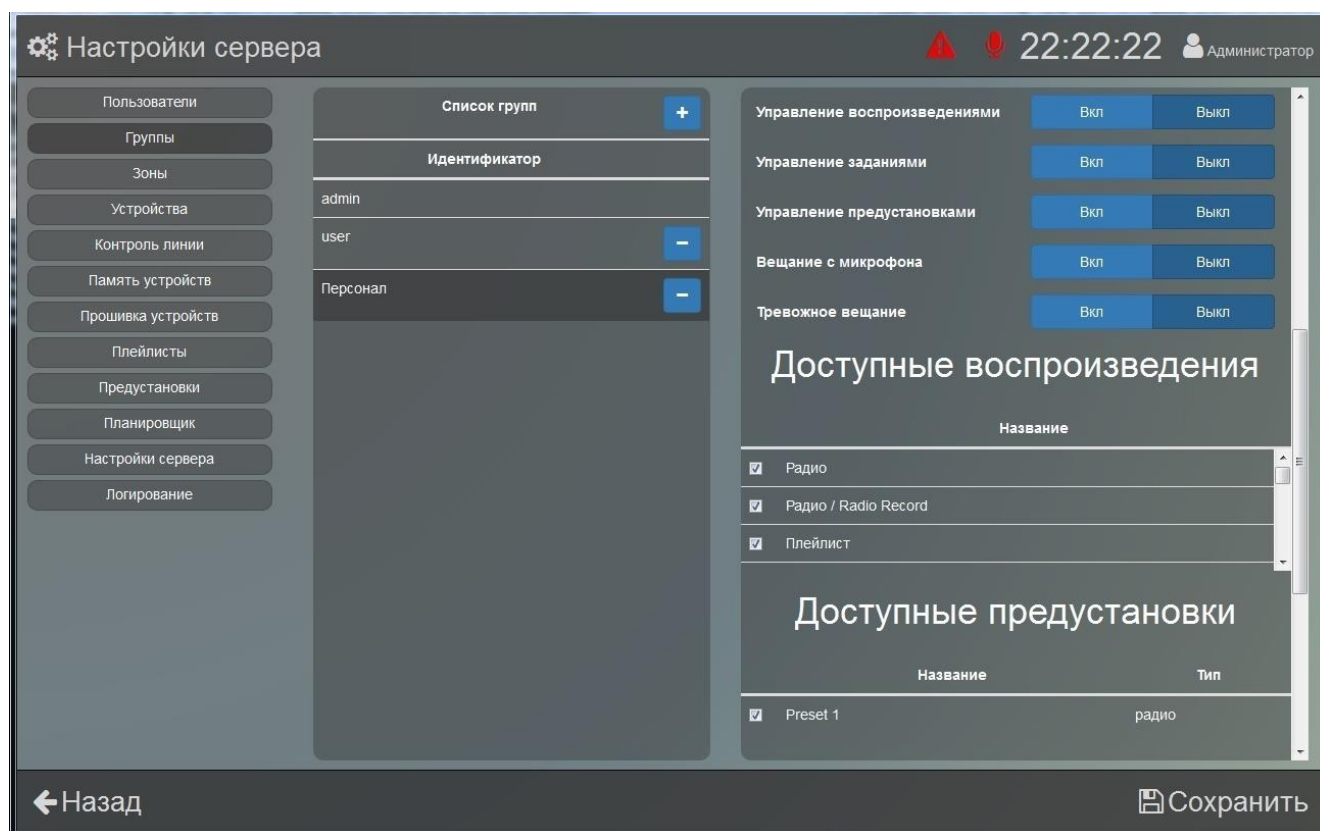 Настройки сервера
22:22:22
Администратор
Пользователи
Группы
Зоны
Устройства
Контроль линии
Память устройств
Прошивка устройств
Плейлисты
Предустановки
Планировщик
Настройки сервера
Логирование
Список групп
Идентификатор
admin
user
Персонал
Управление воспроизведениями Вкл Выкл
Управление заданиями Вкл Выкл
Управление предустановками Вкл Выкл
Вещание с микрофона Вкл Выкл
Тревожное вещание Вкл Выкл
Доступные воспроизведения
Название
Радио
Радио / Radio Record
Плейлист
Доступные предустановки
Название Тип
Preset 1 радио
Назад
Сохранить